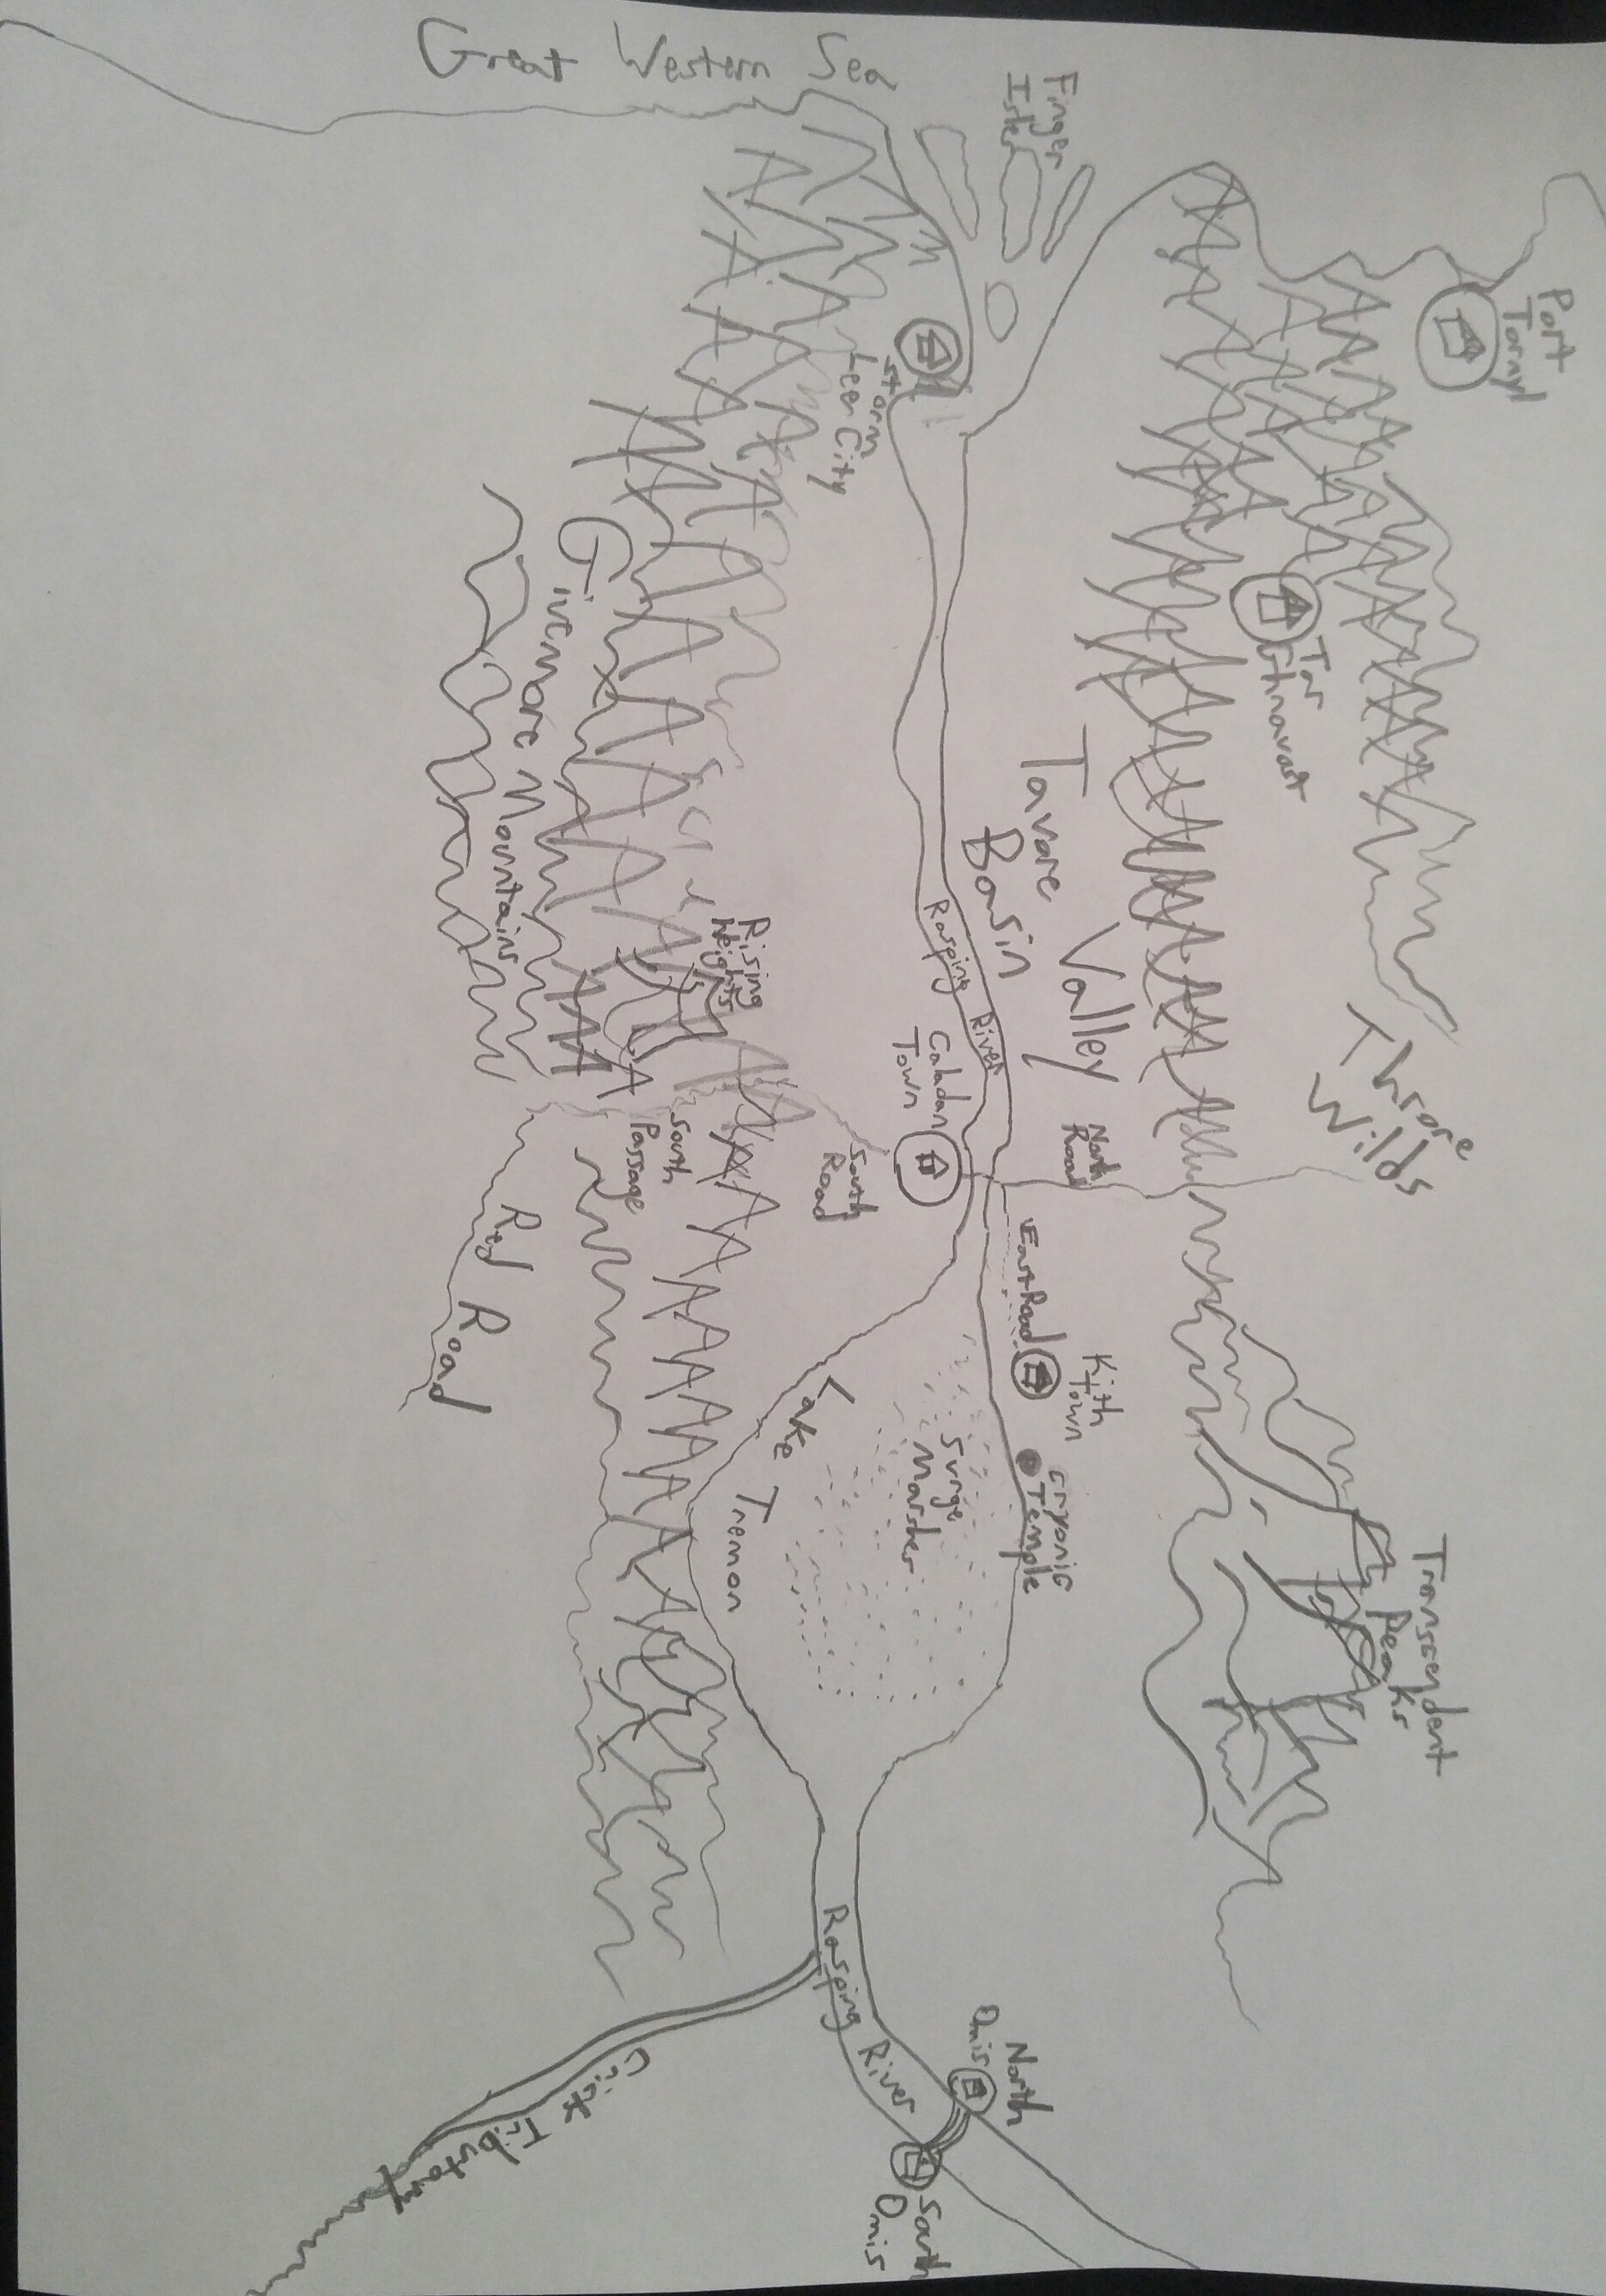 Port
Tornyl
Throne
Wilds
Transcendent
Peaks
Tar
Ghnavast
Valley
Tavore
Basin
North
Road
Kith
Town
East Road
Cryonic
Temple
Finger
Isles
North
Omis
South
Omis
Rasping River
Surge
Marshes
Caladan
Town
Storm
Leer City
South
Road
Rasping River
Lake Tremon
Great Western Sea
Rising
Heights
South
Passage
Givemore Mountains
Red Road
Crick Tributary